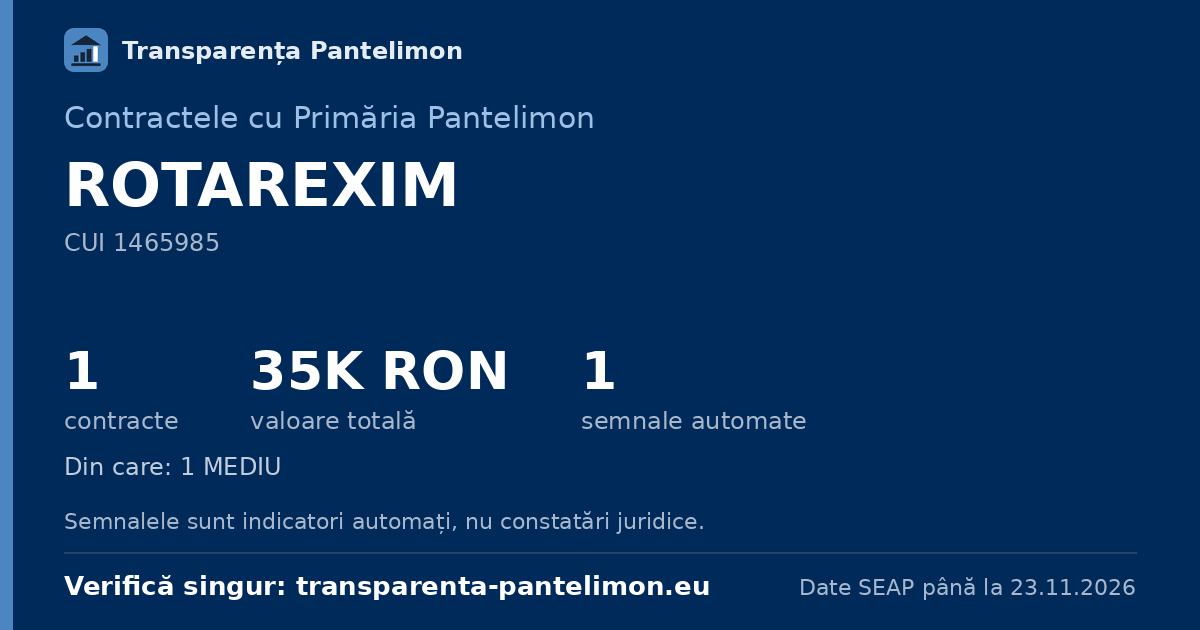 Transparența Pantelimon
Contractele cu Primăria Pantelimon
ROTAREXIM
CUI 1465985
1 35K RON 1
contracte valoare totală semnale automate
Din care: 1 MEDIU
Semnalele sunt indicatori automați, nu constatări juridice.
Verifică singur: transparenta-pantelimon.eu Date SEAP până la 23.11.2026